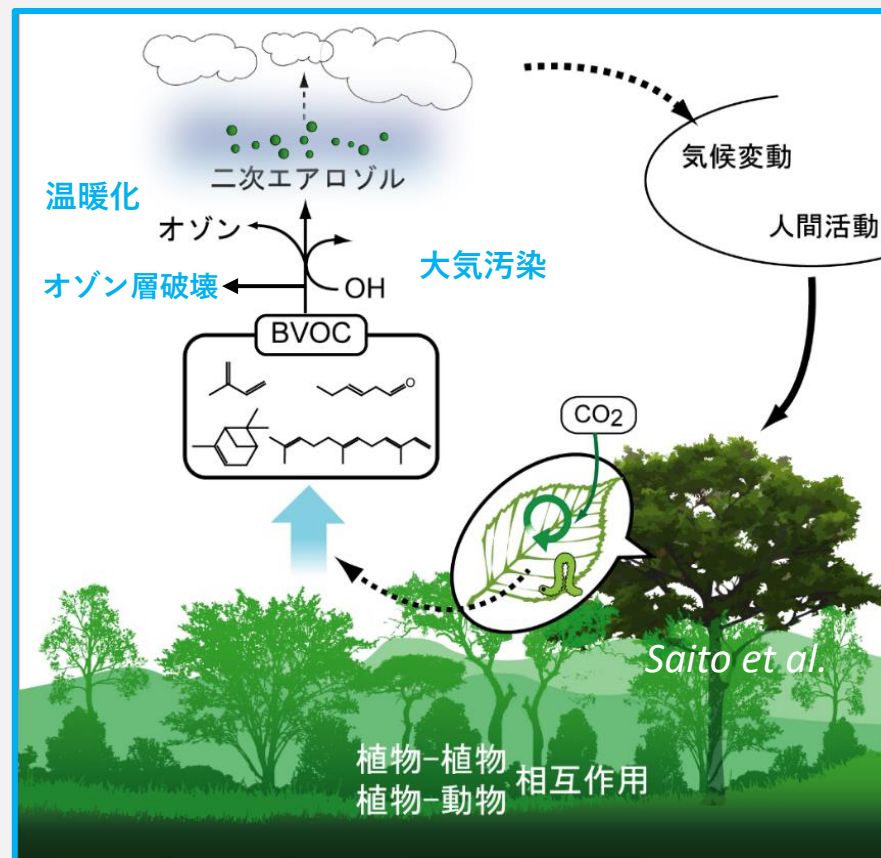 気候変動
人間活動
二次エアロゾル
温暖化
オゾン
大気汚染
オゾン層破壊
OH
BVOC
O
CO2
Saito et al.
植物-植物
植物-動物
相互作用